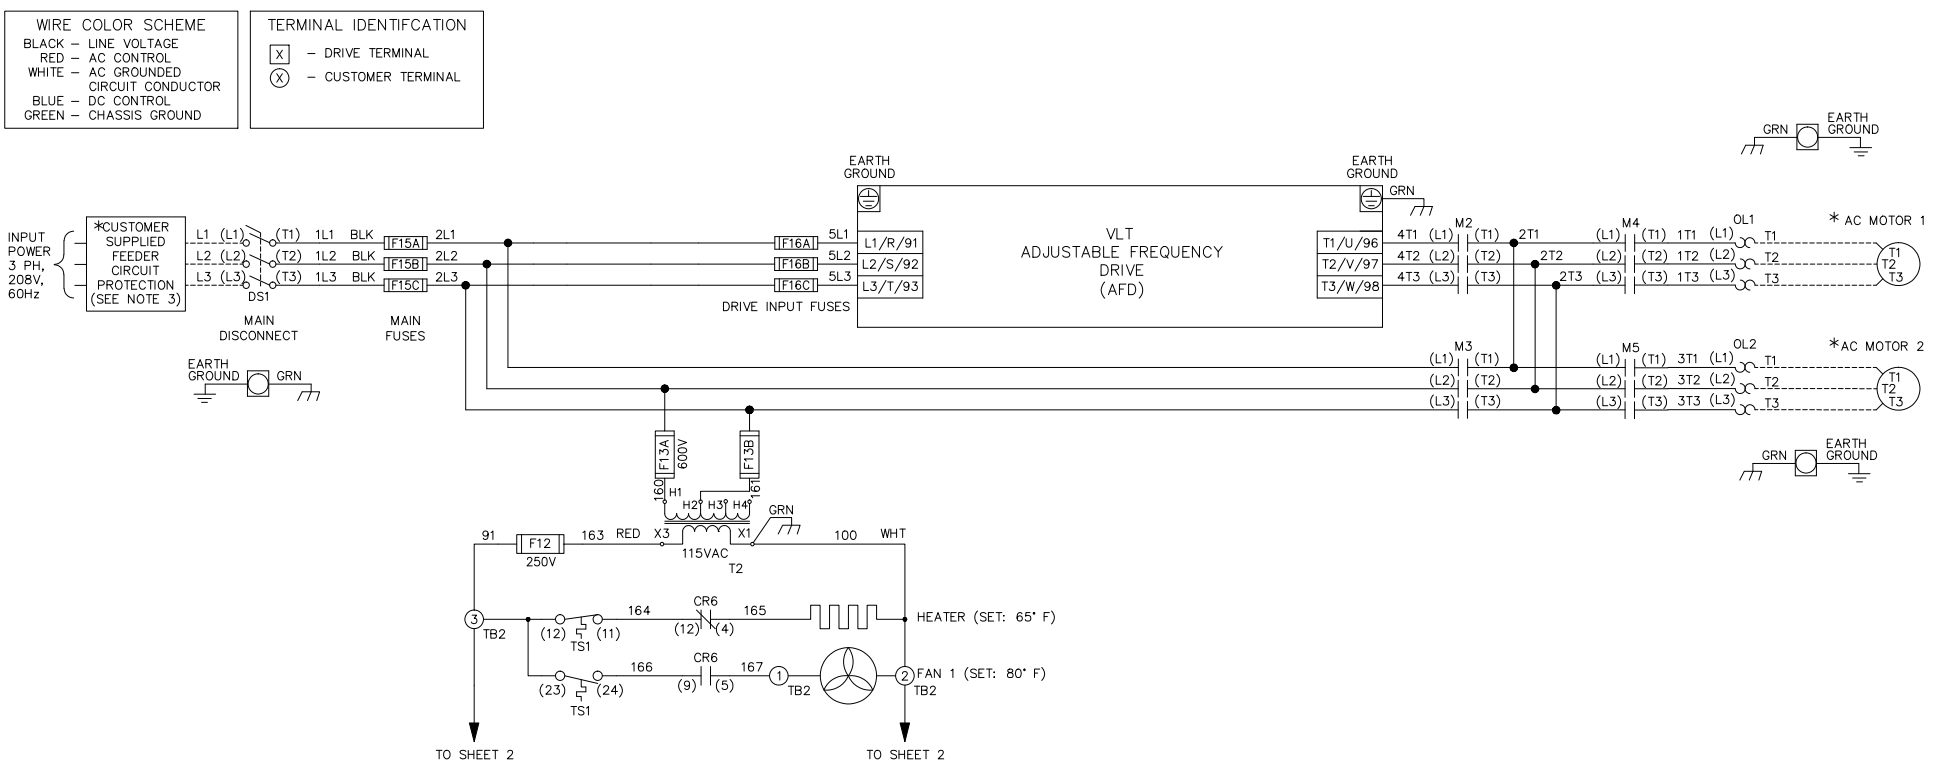 WIRE COLOR SCHEME
BLACK – LINE VOLTAGE
RED – AC CONTROL
WHITE – AC GROUNDED
CIRCUIT CONDUCTOR
BLUE – DC CONTROL
GREEN – CHASSIS GROUND
TERMINAL IDENTIFCATION
X – DRIVE TERMINAL
X – CUSTOMER TERMINAL
GRN
EARTH
GROUND
INPUT
POWER
3 PH,
208V,
60Hz
*CUSTOMER
SUPPLIED
FEEDER
CIRCUIT
PROTECTION
(SEE NOTE 3)
L1 (L1) (T1) 1L1 BLK F15A 2L1
L2 (L2) (T2) 1L2 BLK F15B 2L2
L3 (L3) (T3) 1L3 BLK F15C 2L3
DS1
MAIN
DISCONNECT
MAIN
FUSES
EARTH
GROUND
GRN
F16A 5L1 L1/R/91
F16B 5L2 L2/S/92
F16C 5L3 L3/T/93
DRIVE INPUT FUSES
EARTH
GROUND
VLT
ADJUSTABLE FREQUENCY
DRIVE
(AFD)
EARTH
GROUND
GRN
M2 M4 OL1 * AC MOTOR 1
T1/U/96 4T1 (L1) (T1) 2T1 (L1) (T1) 1T1 (L1) T1
T2/V/97 4T2 (L2) (T2) 2T2 (L2) (T2) 1T2 (L2) T2
T3/W/98 4T3 (L3) (T3) 2T3 (L3) (T3) 1T3 (L3) T3
T1
T2
T3
M3 M5 OL2 *AC MOTOR 2
(L1) (T1) (L1) (T1) 3T1 (L1) T1
(L2) (T2) (L2) (T2) 3T2 (L2) T2
(L3) (T3) (L3) (T3) 3T3 (L3) T3
T1
T2
T3
GRN
EARTH
GROUND
F13A
600V
F13B
160
161
H1 H2 H3 H4
GRN
91 F12 163 RED X3 X1 100 WHT
250V
115VAC
T2
3 TB2
(12) (11) 164 CR6 165
TS1
(12) (4)
HEATER (SET: 65° F)
(23) (24) 166 CR6 167 1
TS1
(9) (5)
TB2
2 FAN 1 (SET: 80° F)
TB2
TO SHEET 2
TO SHEET 2